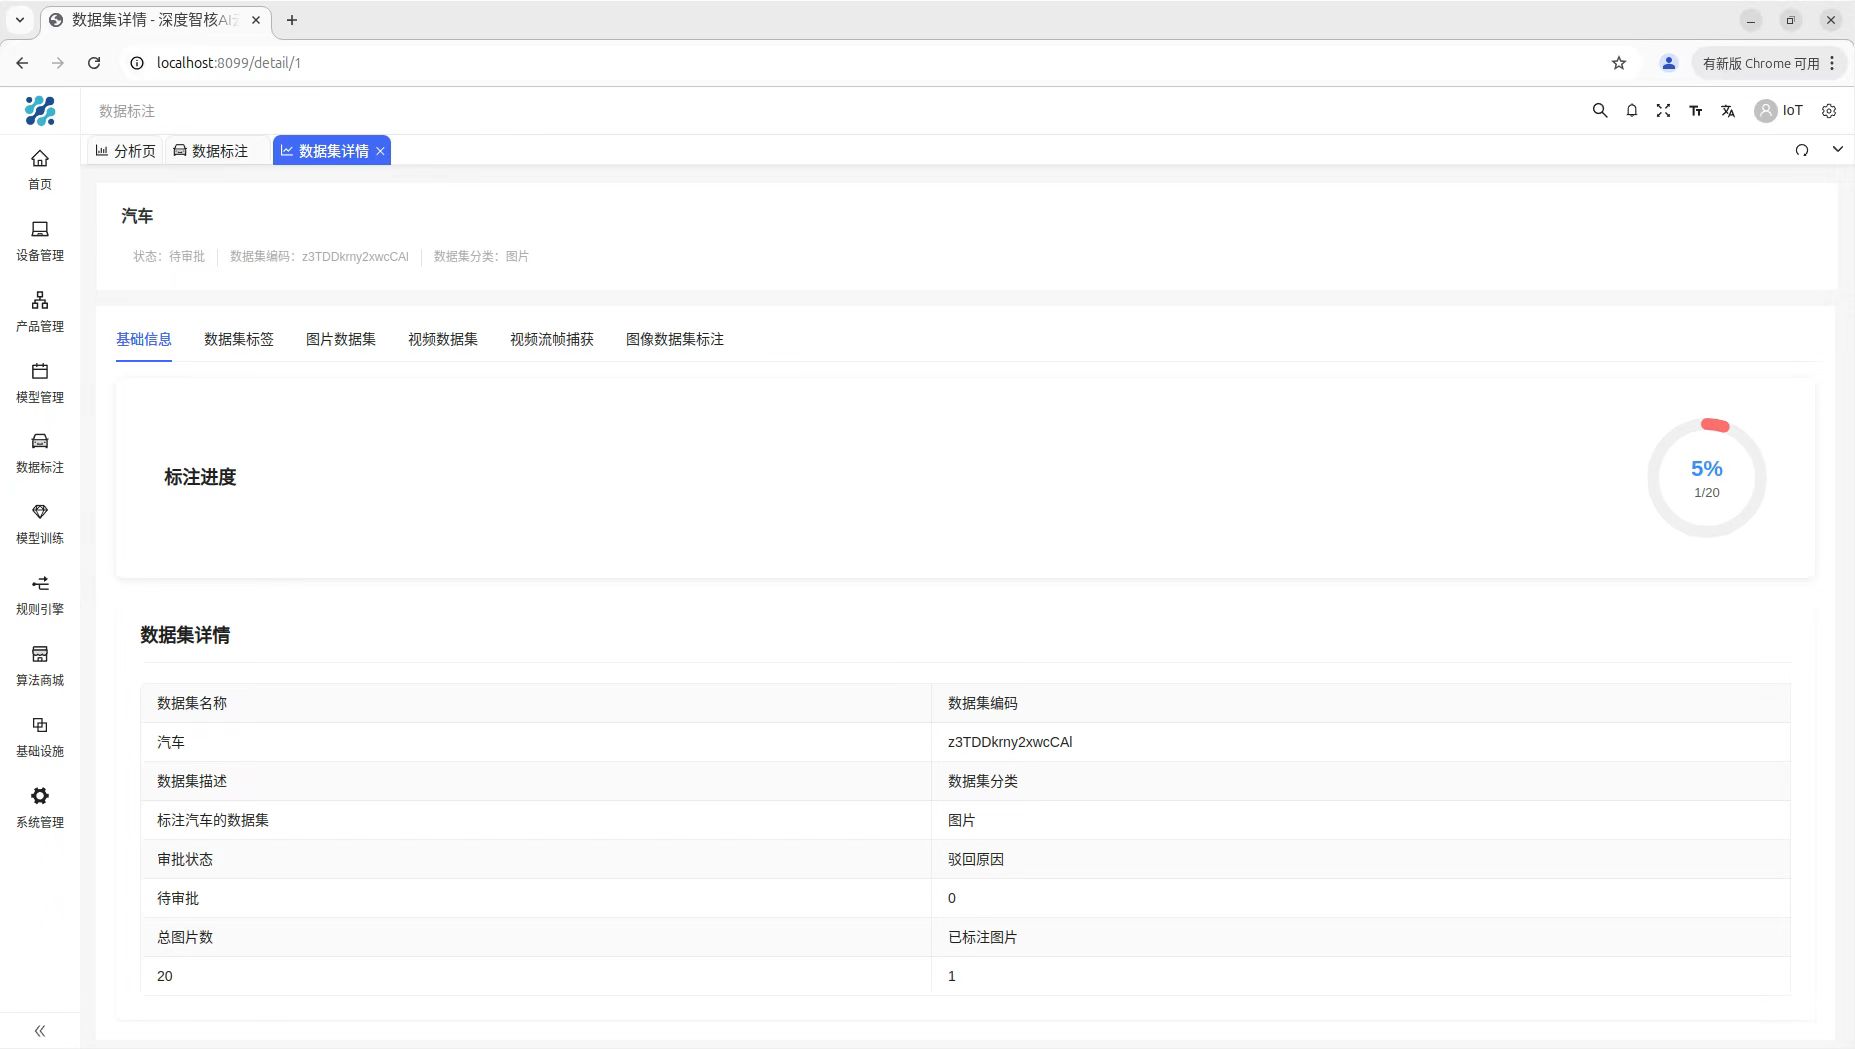 数据集详情 - 深度智核AI
localhost:8099/detail/1
有新版 Chrome 可用
数据标注
IoT
分析页
数据标注
数据集详情
首页
设备管理
产品管理
模型管理
数据标注
模型训练
规则引擎
算法商城
基础设施
系统管理
汽车
状态：待审批
数据集编码：z3TDDkrny2xwcCAl
数据集分类：图片
基础信息
数据集标签
图片数据集
视频数据集
视频流帧捕获
图像数据集标注
标注进度
5%
1/20
数据集详情
数据集名称
数据集编码
汽车
z3TDDkrny2xwcCAl
数据集描述
数据集分类
标注汽车的数据集
图片
审批状态
驳回原因
待审批
0
总图片数
已标注图片
20
1